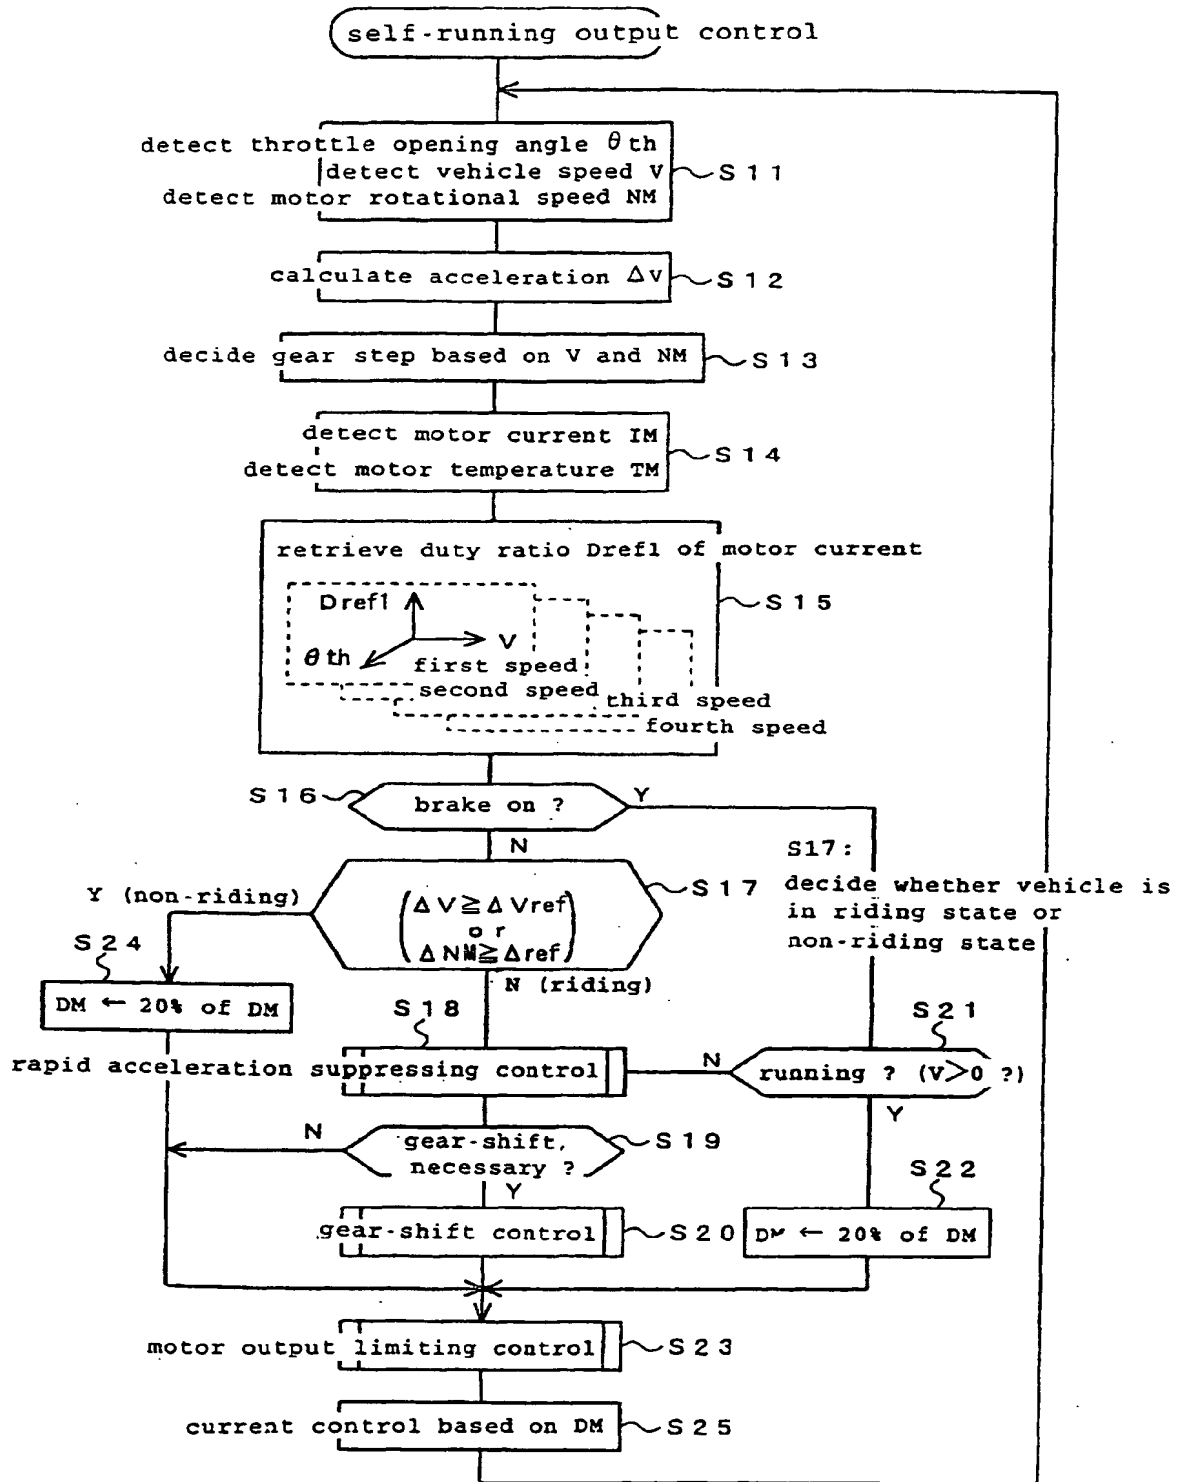 self-running output control
detect throttle opening angle θth
detect vehicle speed V
detect motor rotational speed NM
S11
calculate acceleration ΔV
S12
decide gear step based on V and NM
S13
detect motor current IM
detect motor temperature TM
S14
retrieve duty ratio Dref1 of motor current
Dref1
V
θth
first speed
second speed
third speed
fourth speed
S15
S16
brake on ?
Y
N
S17:
decide whether vehicle is
in riding state or
non-riding state
Y (non-riding)
ΔV≧ΔVref
or
ΔNM≧Δref
S17
N (riding)
S24
DM ← 20% of DM
S18
rapid acceleration suppressing control
N
S21
running ? (V>0 ?)
Y
N
gear-shift,
necessary ?
S19
Y
S22
DM ← 20% of DM
gear-shift control
S20
motor output limiting control
S23
current control based on DM
S25